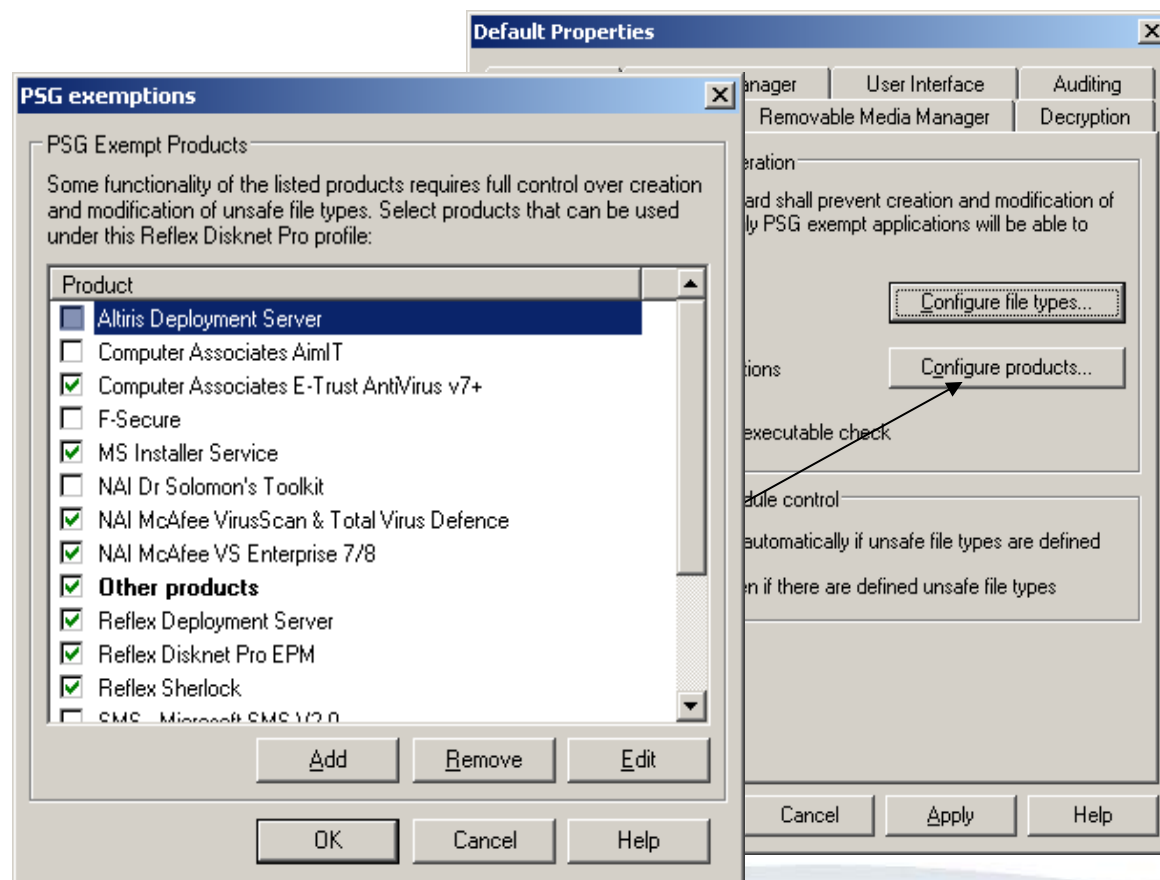 Default Properties
anager
User Interface
Auditing
Removable Media Manager
Decryption
eration
ard shall prevent creation and modification of
ly PSG exempt applications will be able to
Configure file types...
tions
Configure products...
executable check
dule control
automatically if unsafe file types are defined
en if there are defined unsafe file types
Cancel
Apply
Help
PSG exemptions
PSG Exempt Products
Some functionality of the listed products requires full control over creation
and modification of unsafe file types. Select products that can be used
under this Reflex Disknet Pro profile:
Product
Altiris Deployment Server
Computer Associates AimIT
Computer Associates E-Trust AntiVirus v7+
F-Secure
MS Installer Service
NAI Dr Solomon's Toolkit
NAI McAfee VirusScan & Total Virus Defence
NAI McAfee VS Enterprise 7/8
Other products
Reflex Deployment Server
Reflex Disknet Pro EPM
Reflex Sherlock
SMS - Microsoft SMS V2.0
Add
Remove
Edit
OK
Cancel
Help